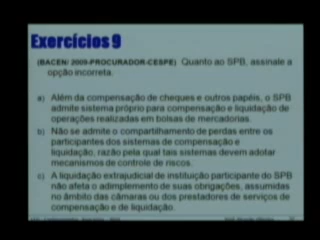 Exercícios 9
(BACEN/ 2009-PROCURADOR-CESPE) Quanto ao SPB, assinale a
opção incorreta:
a) Além da compensação de cheques e outros papéis, o SPB
admite sistema próprio para compensação e liquidação de
operações realizadas em bolsas de mercadorias.
b) Não se admite o compartilhamento de perdas entre os
participantes dos sistemas de compensação e
liquidação, razão pela qual tais sistemas devem adotar
mecanismos de controle de riscos.
c) A liquidação extrajudicial de instituição participante do SPB
não afeta o adimplemento de suas obrigações, assumidas
no âmbito das câmaras ou dos prestadores de serviços de
compensação e de liquidação.